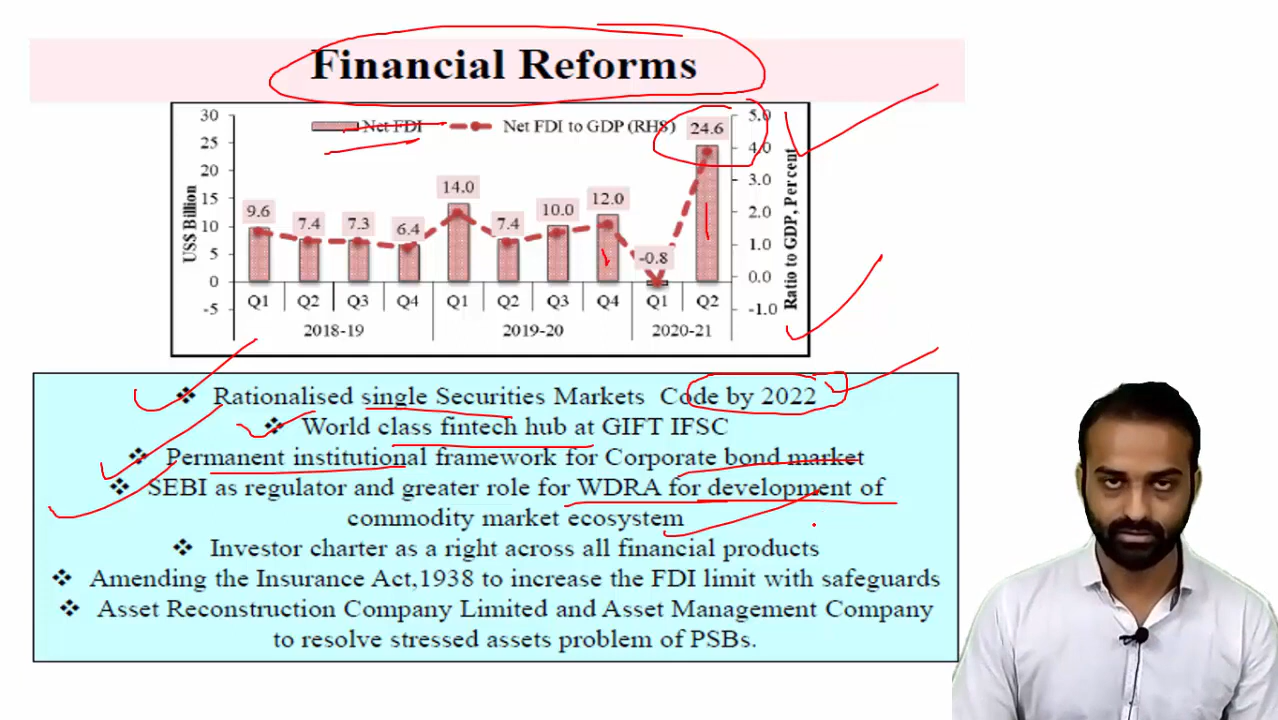 Financial Reforms
Net FDI Net FDI to GDP (RHS)
US$ Billion
30
25
20
15
10
5
0
-5
9.6
7.4
7.3
6.4
14.0
7.4
10.0
12.0
-0.8
24.6
5.0
4.0
3.0
2.0
1.0
0.0
-1.0
Ratio to GDP, Per cent
Q1 Q2 Q3 Q4 Q1 Q2 Q3 Q4 Q1 Q2
2018-19 2019-20 2020-21
❖ Rationalised single Securities Markets Code by 2022
❖ World class fintech hub at GIFT IFSC
❖ Permanent institutional framework for Corporate bond market
❖ SEBI as regulator and greater role for WDRA for development of
commodity market ecosystem
❖ Investor charter as a right across all financial products
❖ Amending the Insurance Act,1938 to increase the FDI limit with safeguards
❖ Asset Reconstruction Company Limited and Asset Management Company
to resolve stressed assets problem of PSBs.